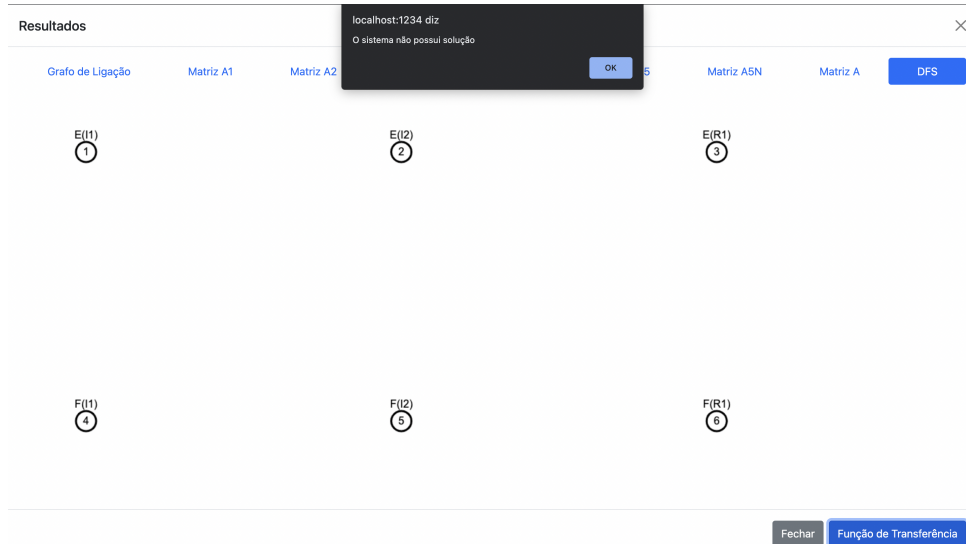 localhost:1234 diz
O sistema não possui solução
OK
Resultados
Grafo de Ligação Matriz A1 Matriz A2 5 Matriz A5N Matriz A DFS
E(I1) E(I2) E(R1)
1 2 3
F(I1) F(I2) F(R1)
4 5 6
Fechar Função de Transferência